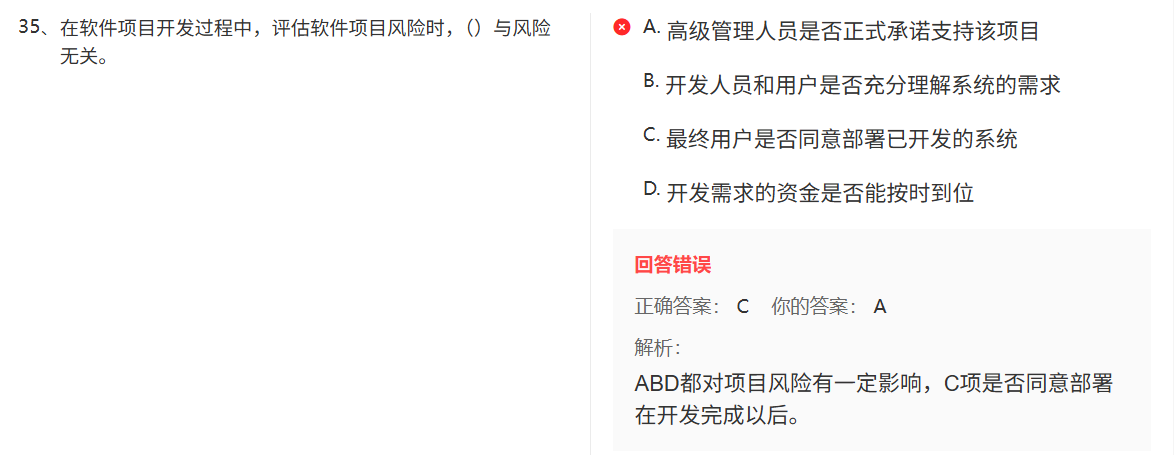 35、在软件项目开发过程中，评估软件项目风险时，（）与风险
无关。
A. 高级管理人员是否正式承诺支持该项目
B. 开发人员和用户是否充分理解系统的需求
C. 最终用户是否同意部署已开发的系统
D. 开发需求的资金是否能按时到位
回答错误
正确答案： C 你的答案： A
解析：
ABD都对项目风险有一定影响，C项是否同意部署
在开发完成以后。